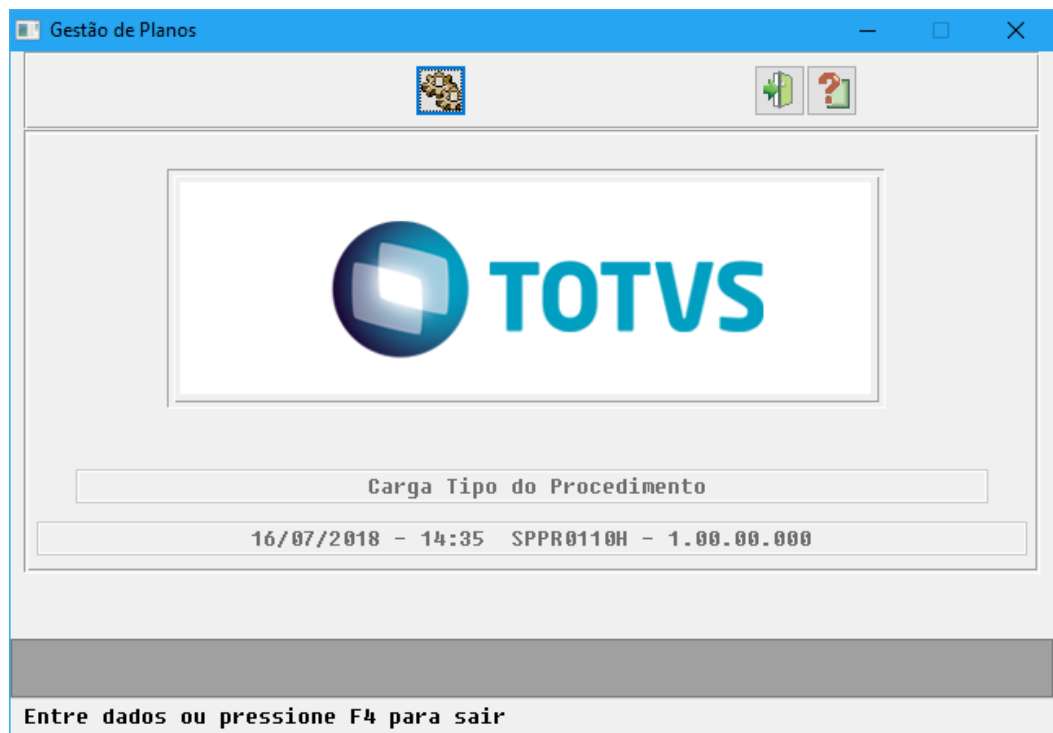 Gestão de Planos
TOTVS
Carga Tipo do Procedimento
16/07/2018 - 14:35 SPPR0110H - 1.00.00.000
Entre dados ou pressione F4 para sair